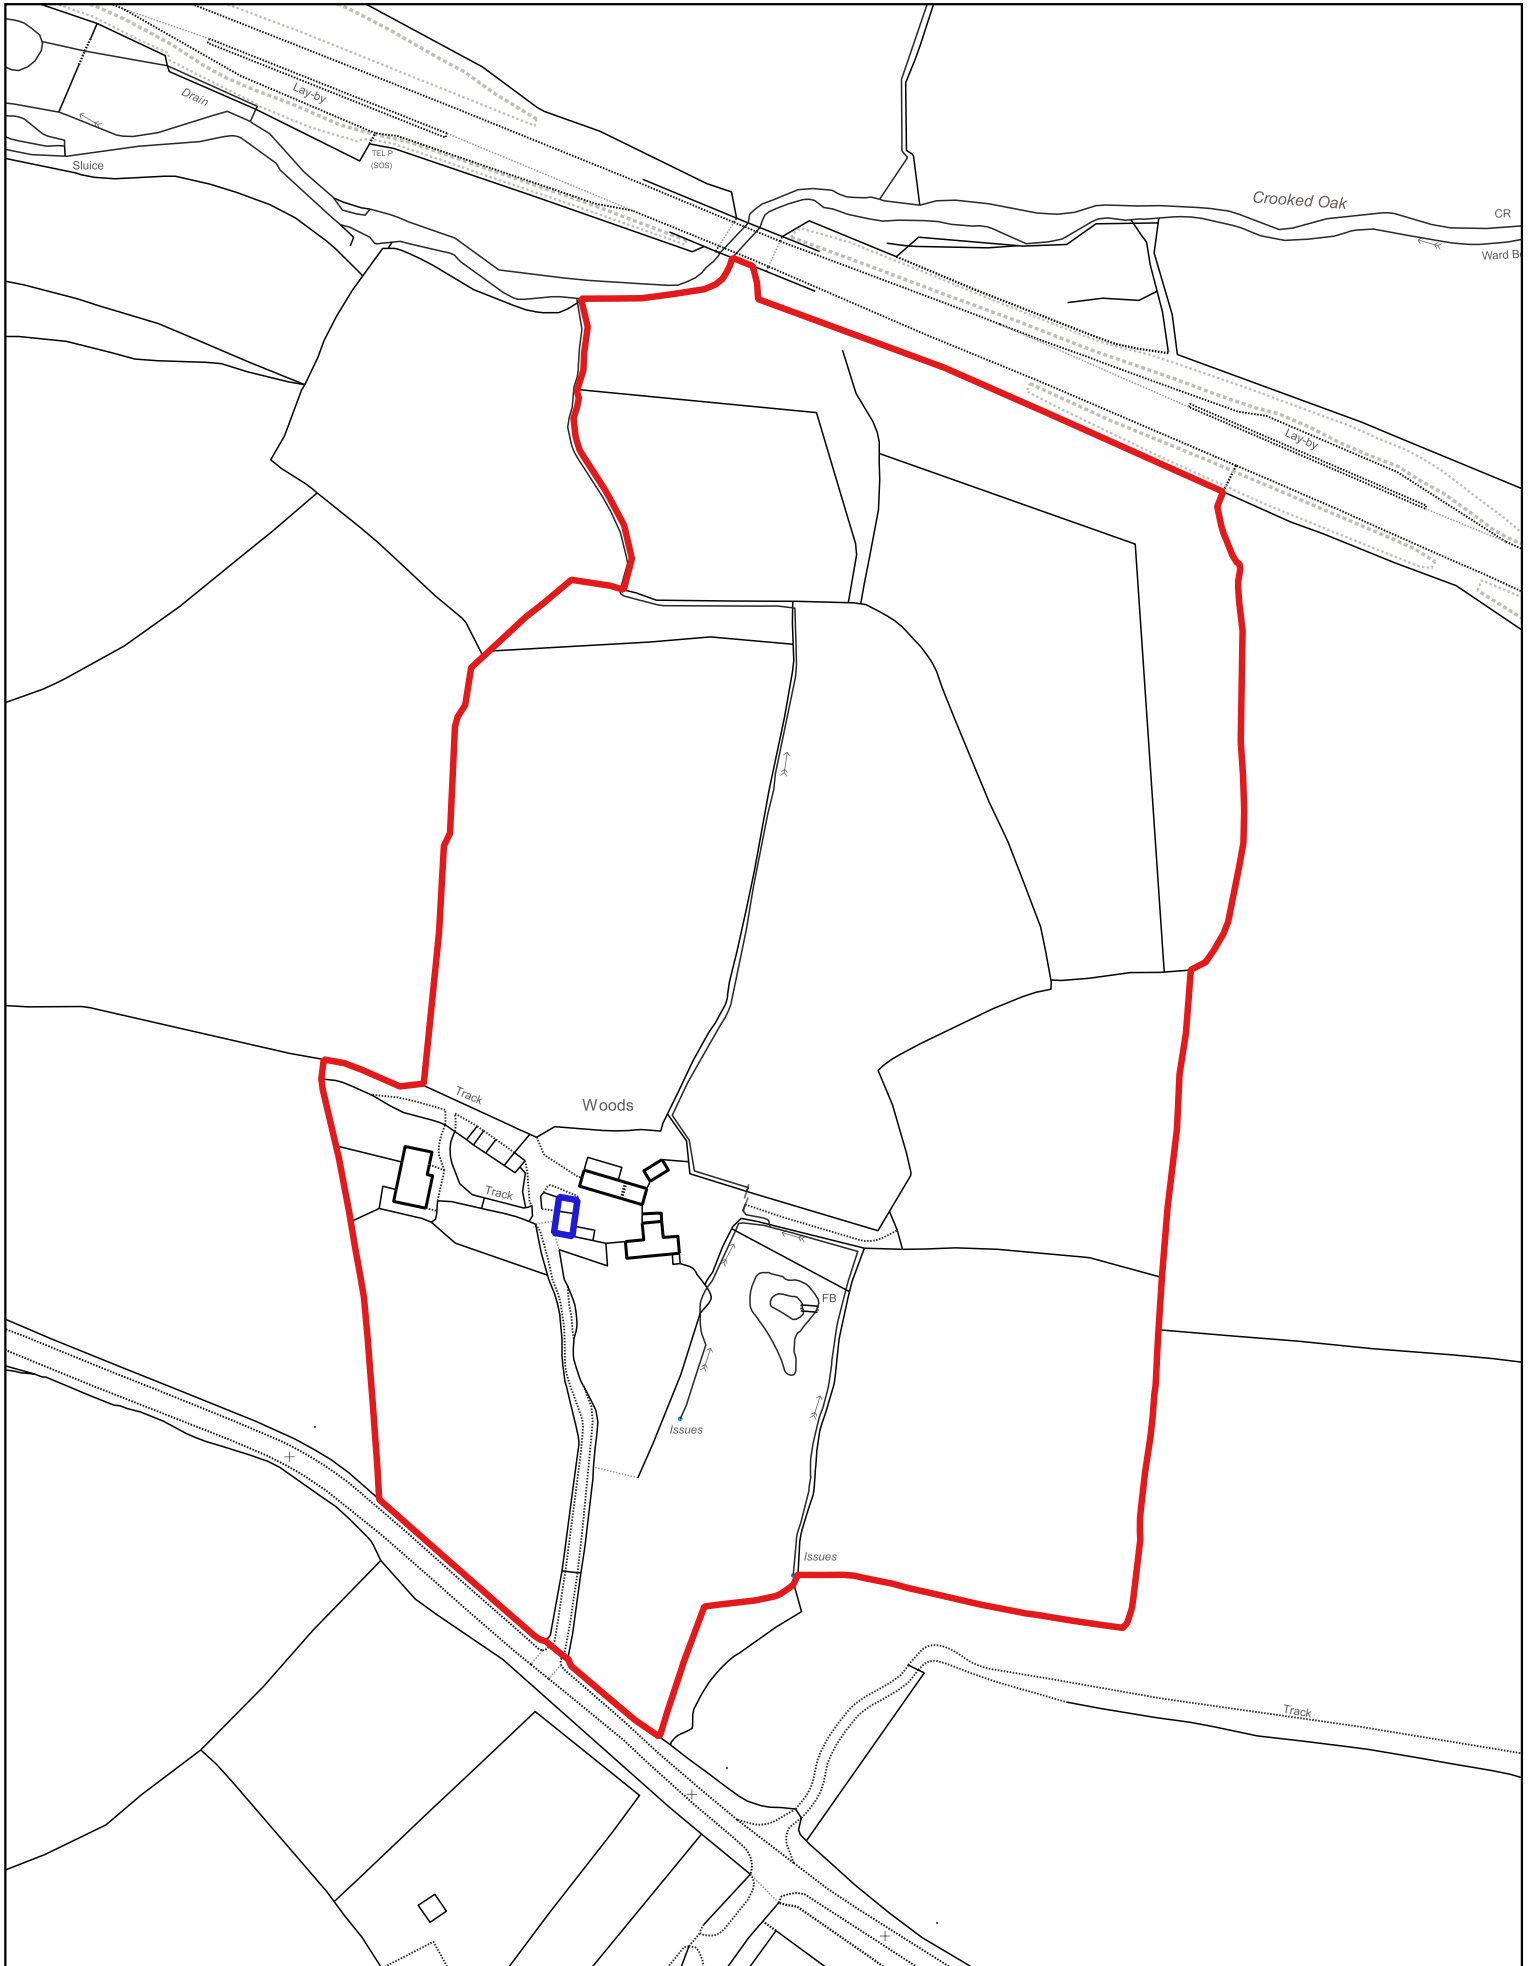 Lay-by
Drain
TEL P
(SOS)
Sluice
Crooked Oak
CR
Ward B
Lay-by
Track
Woods
Track
FB
Issues
Issues
Track